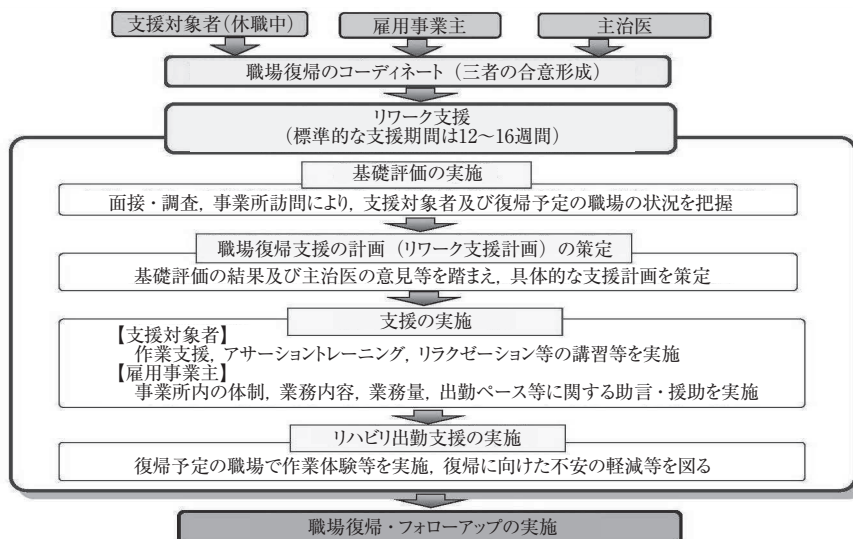 支援対象者(休職中)
雇用事業主
主治医
職場復帰のコーディネート(三者の合意形成)
リワーク支援
(標準的な支援期間は12～16週間)
基礎評価の実施
面接・調査, 事業所訪問により, 支援対象者及び復帰予定の職場の状況を把握
職場復帰支援の計画(リワーク支援計画)の策定
基礎評価の結果及び主治医の意見等を踏まえ, 具体的な支援計画を策定
支援の実施
【支援対象者】
作業支援, アサーショントレーニング, リラクゼーション等の講習等を実施
【雇用事業主】
事業所内の体制, 業務内容, 業務量, 出勤ペース等に関する助言・援助を実施
リハビリ出勤支援の実施
復帰予定の職場で作業体験等を実施, 復帰に向けた不安の軽減等を図る
職場復帰・フォローアップの実施